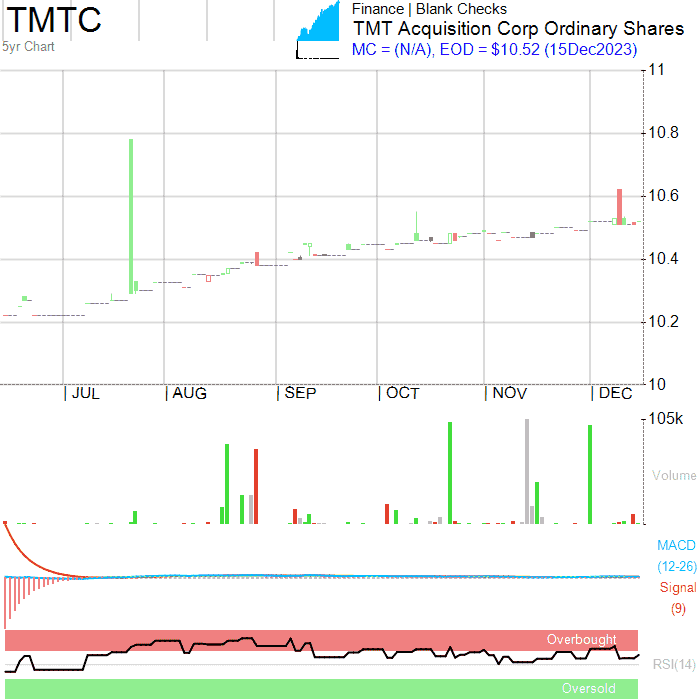 TMTC
5yr Chart
Finance | Blank Checks
TMT Acquisition Corp Ordinary Shares
MC = (N/A), EOD = $10.52 (15Dec2023)
11
10.8
10.6
10.4
10.2
10
| JUL | AUG | SEP | OCT | NOV | DEC
105k
Volume
MACD
(12-26)
Signal
(9)
Overbought
RSI(14)
Oversold